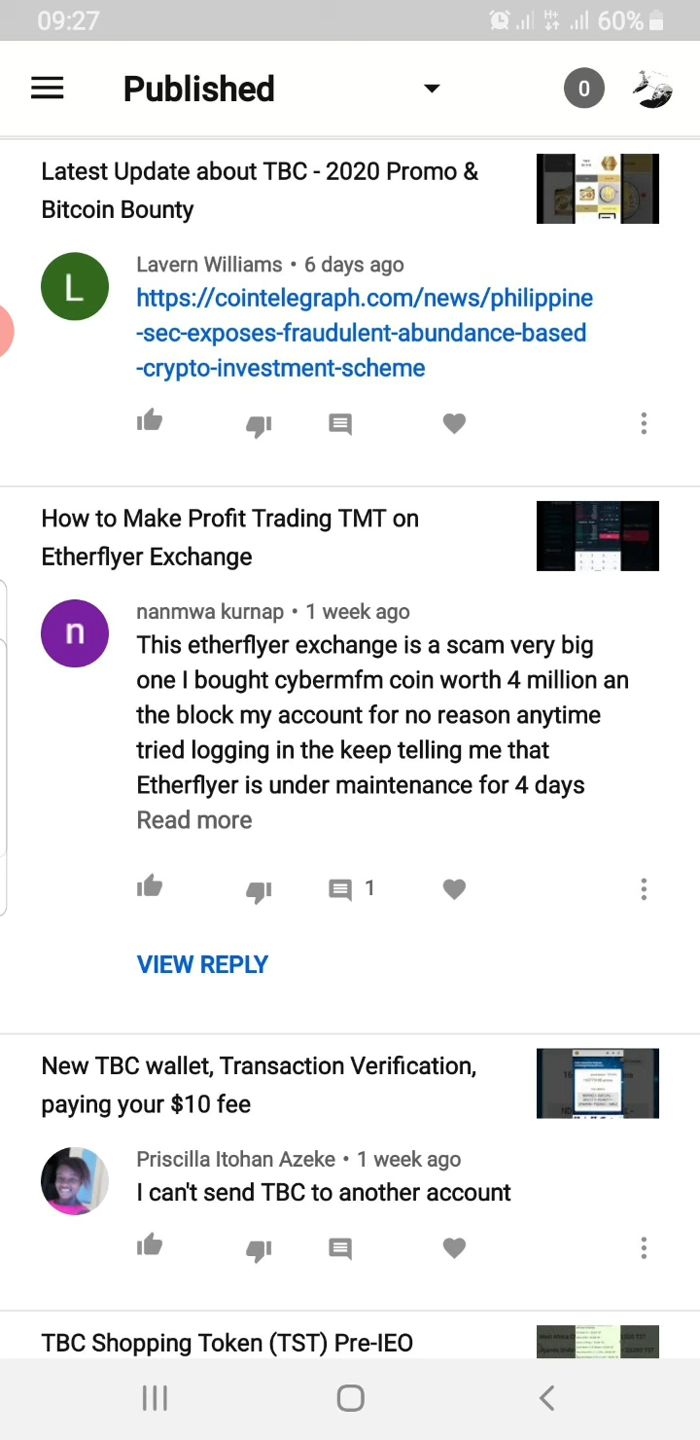 09:27
60%
Published
0
Latest Update about TBC - 2020 Promo &
Bitcoin Bounty
L
Lavern Williams • 6 days ago
https://cointelegraph.com/news/philippine
-sec-exposes-fraudulent-abundance-based
-crypto-investment-scheme
How to Make Profit Trading TMT on
Etherflyer Exchange
n
nanmwa kurnap • 1 week ago
This etherflyer exchange is a scam very big
one I bought cybermfm coin worth 4 million an
the block my account for no reason anytime
tried logging in the keep telling me that
Etherflyer is under maintenance for 4 days
Read more
1
VIEW REPLY
New TBC wallet, Transaction Verification,
paying your $10 fee
Priscilla Itohan Azeke • 1 week ago
I can't send TBC to another account
TBC Shopping Token (TST) Pre-IEO